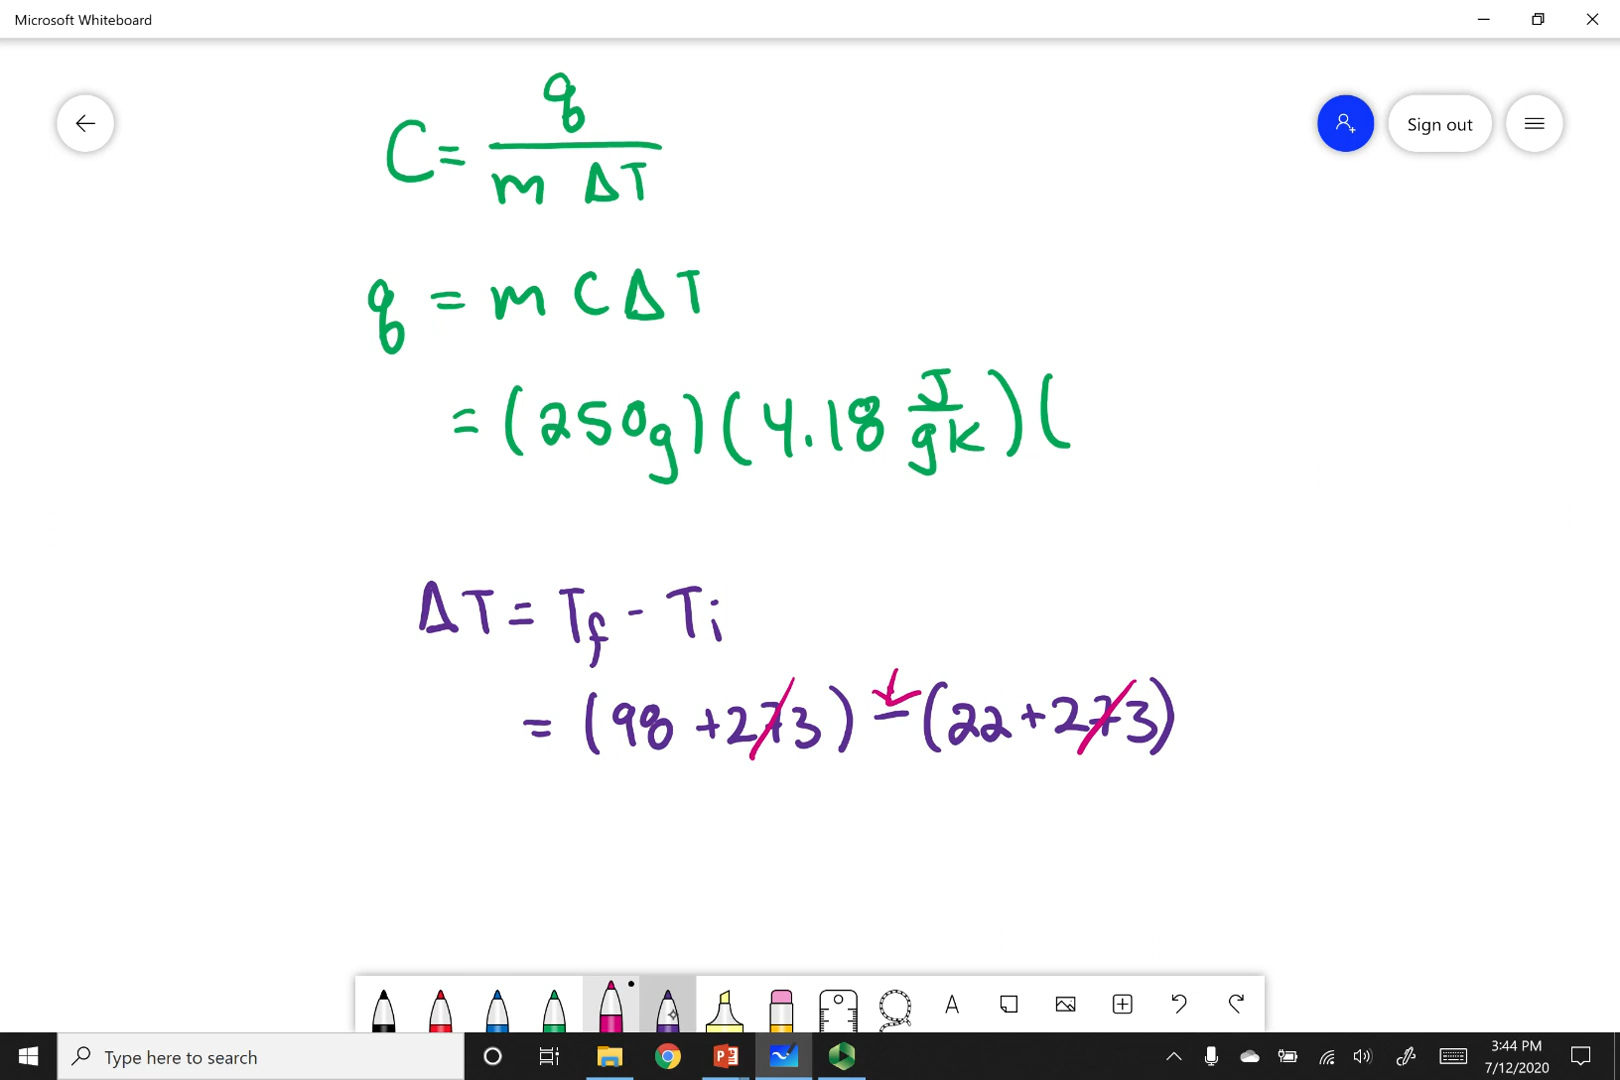 Microsoft Whiteboard
Sign out
C = q / m ΔT
q = m C Δ T
= (250g) (4.18 J/gK) (
ΔT = Tf - Ti
= (98 + 273) - (22 + 273)
A
Type here to search
3:44 PM
7/12/2020